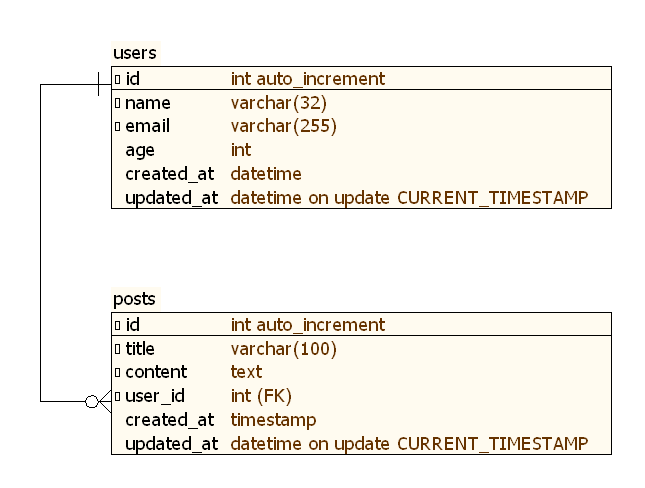 users
id int auto_increment
name varchar(32)
email varchar(255)
age int
created_at datetime
updated_at datetime on update CURRENT_TIMESTAMP
posts
id int auto_increment
title varchar(100)
content text
user_id int (FK)
created_at timestamp
updated_at datetime on update CURRENT_TIMESTAMP